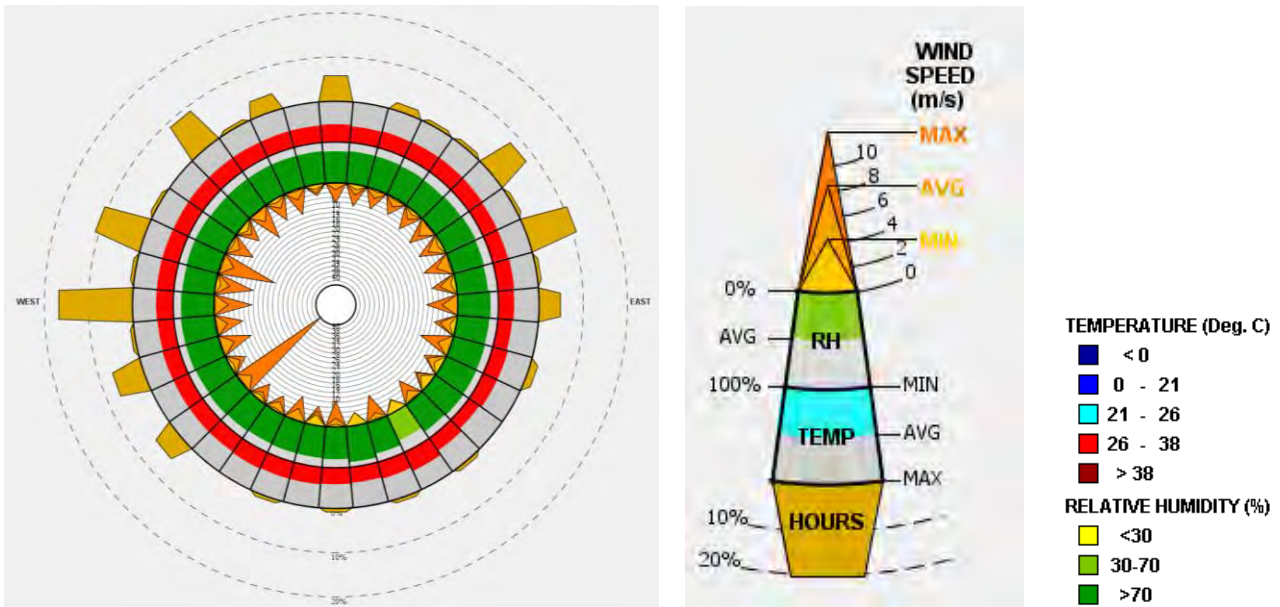 WEST
EAST
10%
20%
WIND
SPEED
(m/s)
MAX
10
8
AVG
6
4
MIN
2
0
0%
AVG
RH
100%
MIN
TEMP
AVG
MAX
HOURS
10%
20%
TEMPERATURE (Deg. C)
< 0
0 - 21
21 - 26
26 - 38
> 38
RELATIVE HUMIDITY (%)
<30
30-70
>70